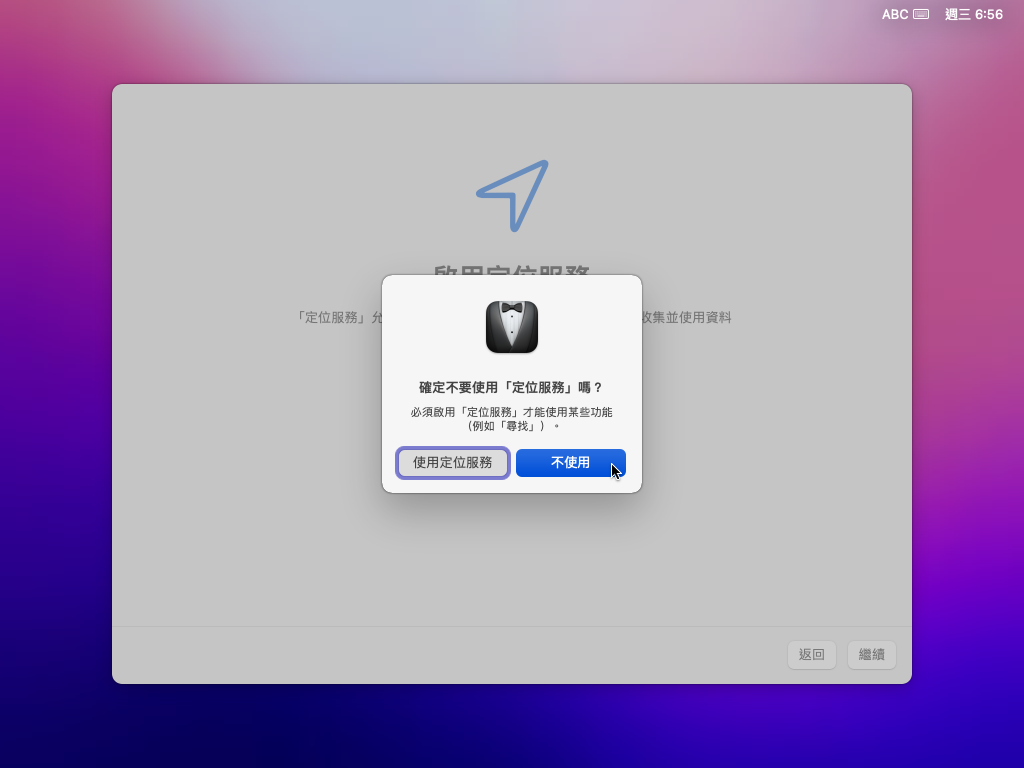 ABC 週三 6:56
啟用定位服務
「定位服務」允
收集並使用資料
確定不要使用「定位服務」嗎？
必須啟用「定位服務」才能使用某些功能
（例如「尋找」）。
使用定位服務 不使用
返回 繼續